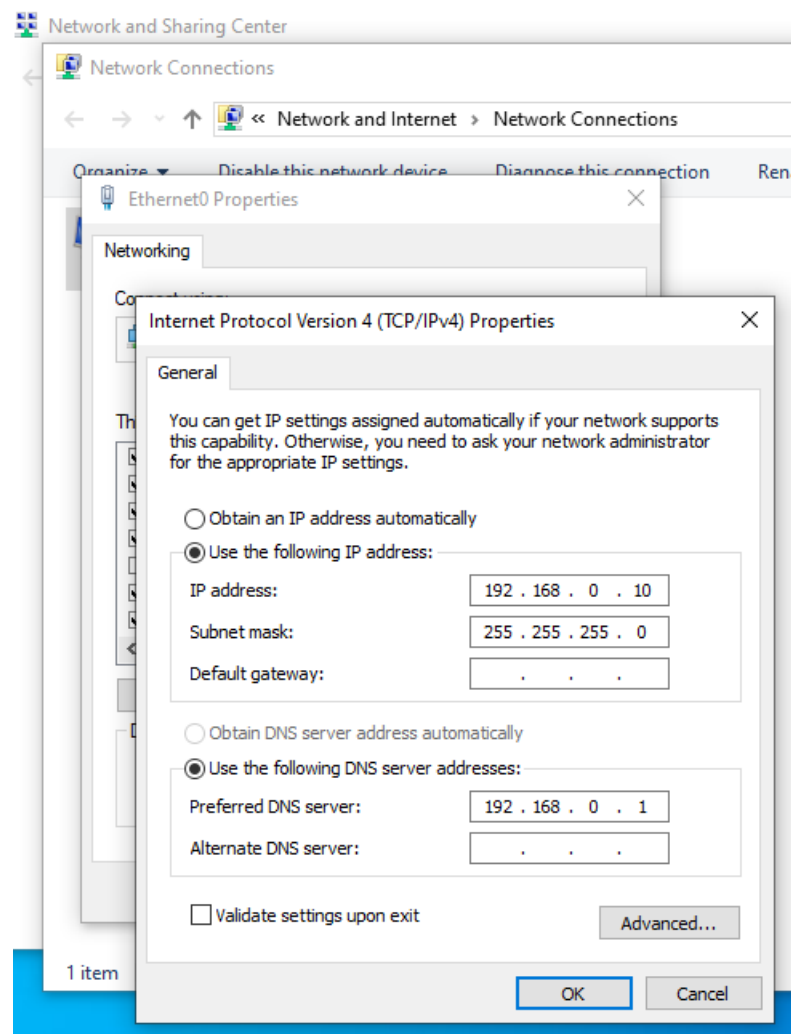 Network and Sharing Center
Network Connections
« Network and Internet > Network Connections
Organize Disable this network device Diagnose this connection
Ethernet0 Properties
Networking
Internet Protocol Version 4 (TCP/IPv4) Properties
General
You can get IP settings assigned automatically if your network supports
this capability. Otherwise, you need to ask your network administrator
for the appropriate IP settings.
Obtain an IP address automatically
Use the following IP address:
IP address: 192 . 168 . 0 . 10
Subnet mask: 255 . 255 . 255 . 0
Default gateway: . . .
Obtain DNS server address automatically
Use the following DNS server addresses:
Preferred DNS server: 192 . 168 . 0 . 1
Alternate DNS server: . . .
Validate settings upon exit
Advanced...
1 item
OK Cancel